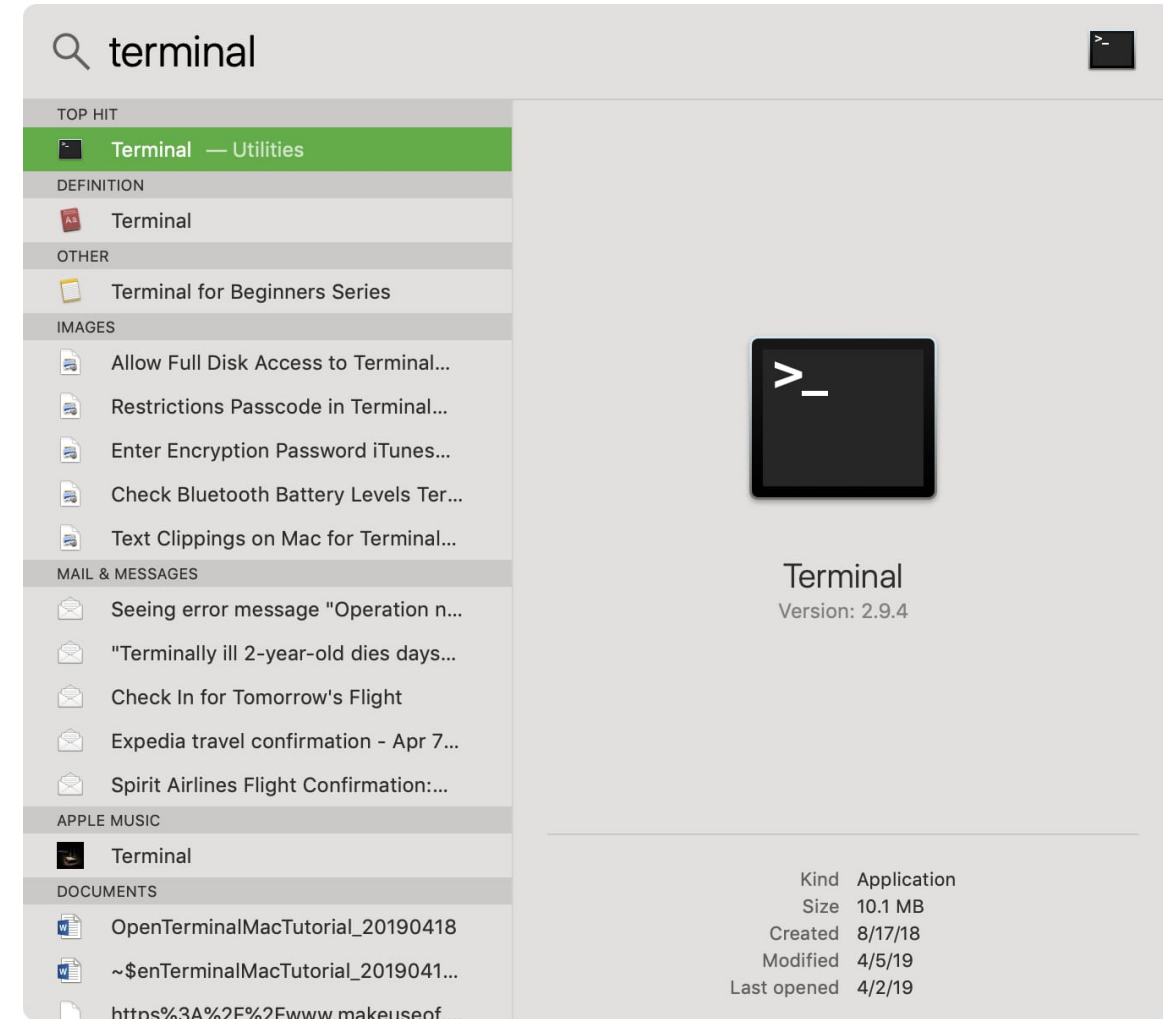 terminal
TOP HIT
Terminal — Utilities
DEFINITION
Terminal
OTHER
Terminal for Beginners Series
IMAGES
Allow Full Disk Access to Terminal...
Restrictions Passcode in Terminal...
Enter Encryption Password iTunes...
Check Bluetooth Battery Levels Ter...
Text Clippings on Mac for Terminal...
MAIL & MESSAGES
Seeing error message "Operation n...
"Terminally ill 2-year-old dies days...
Check In for Tomorrow's Flight
Expedia travel confirmation - Apr 7...
Spirit Airlines Flight Confirmation:...
APPLE MUSIC
Terminal
DOCUMENTS
OpenTerminalMacTutorial_20190418
~$enTerminalMacTutorial_2019041...
https%3A%2F%2Fwww.makeuseof....
>_
Terminal
Version: 2.9.4
Kind Application
Size 10.1 MB
Created 8/17/18
Modified 4/5/19
Last opened 4/2/19